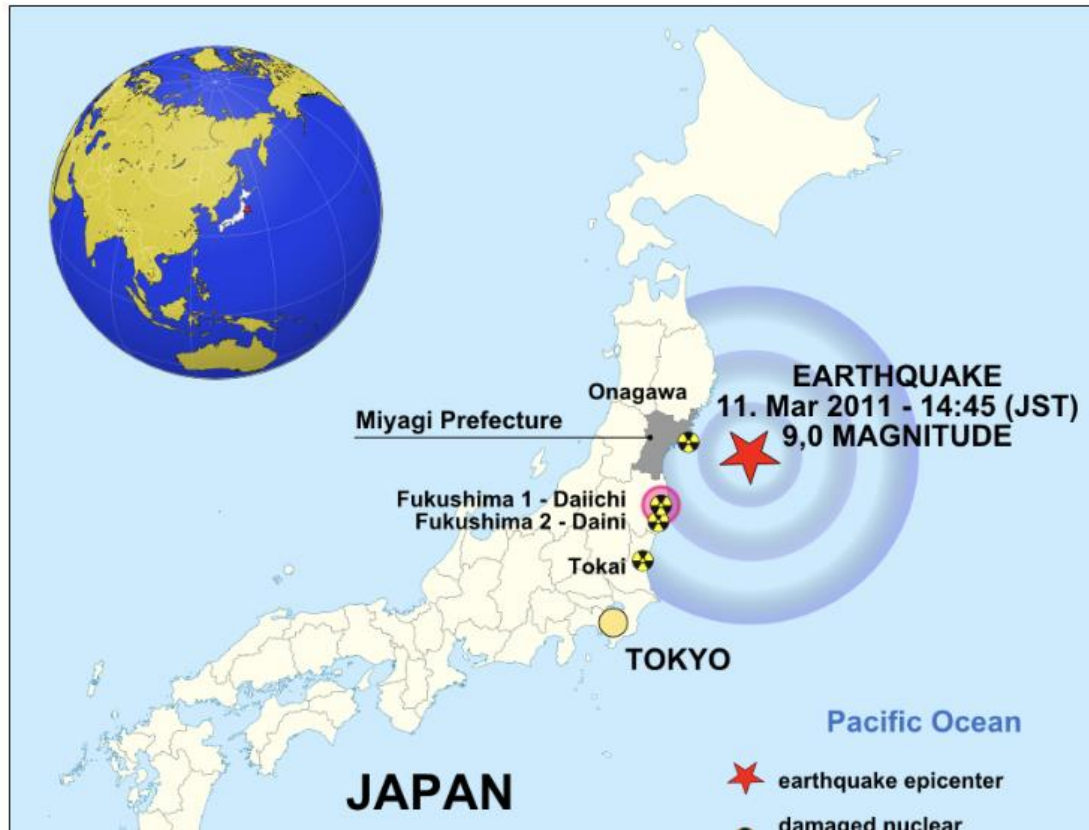 EARTHQUAKE
11. Mar 2011 - 14:45 (JST)
9,0 MAGNITUDE
Onagawa
Miyagi Prefecture
Fukushima 1 - Daiichi
Fukushima 2 - Daini
Tokai
TOKYO
Pacific Ocean
JAPAN
earthquake epicenter
damaged nuclear